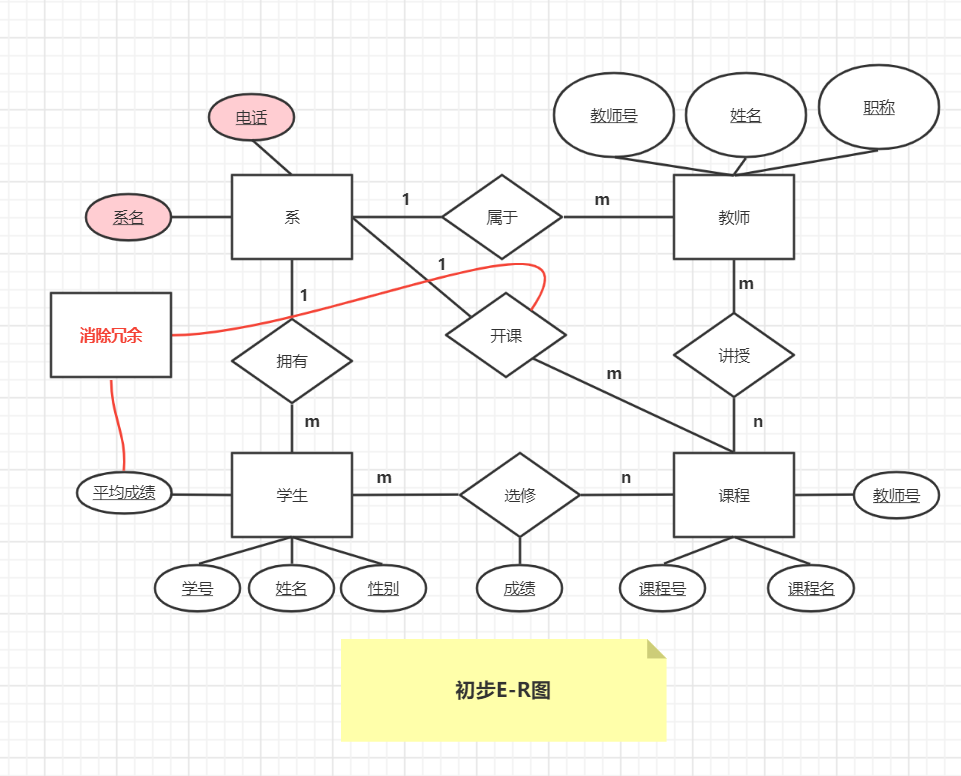 电话
教师号
姓名
职称
系名
系
1
属于
m
教师
1
m
1
消除冗余
开课
拥有
讲授
m
m
n
平均成绩
学生
m
选修
n
课程
教师号
学号
姓名
性别
成绩
课程号
课程名
初步E-R图